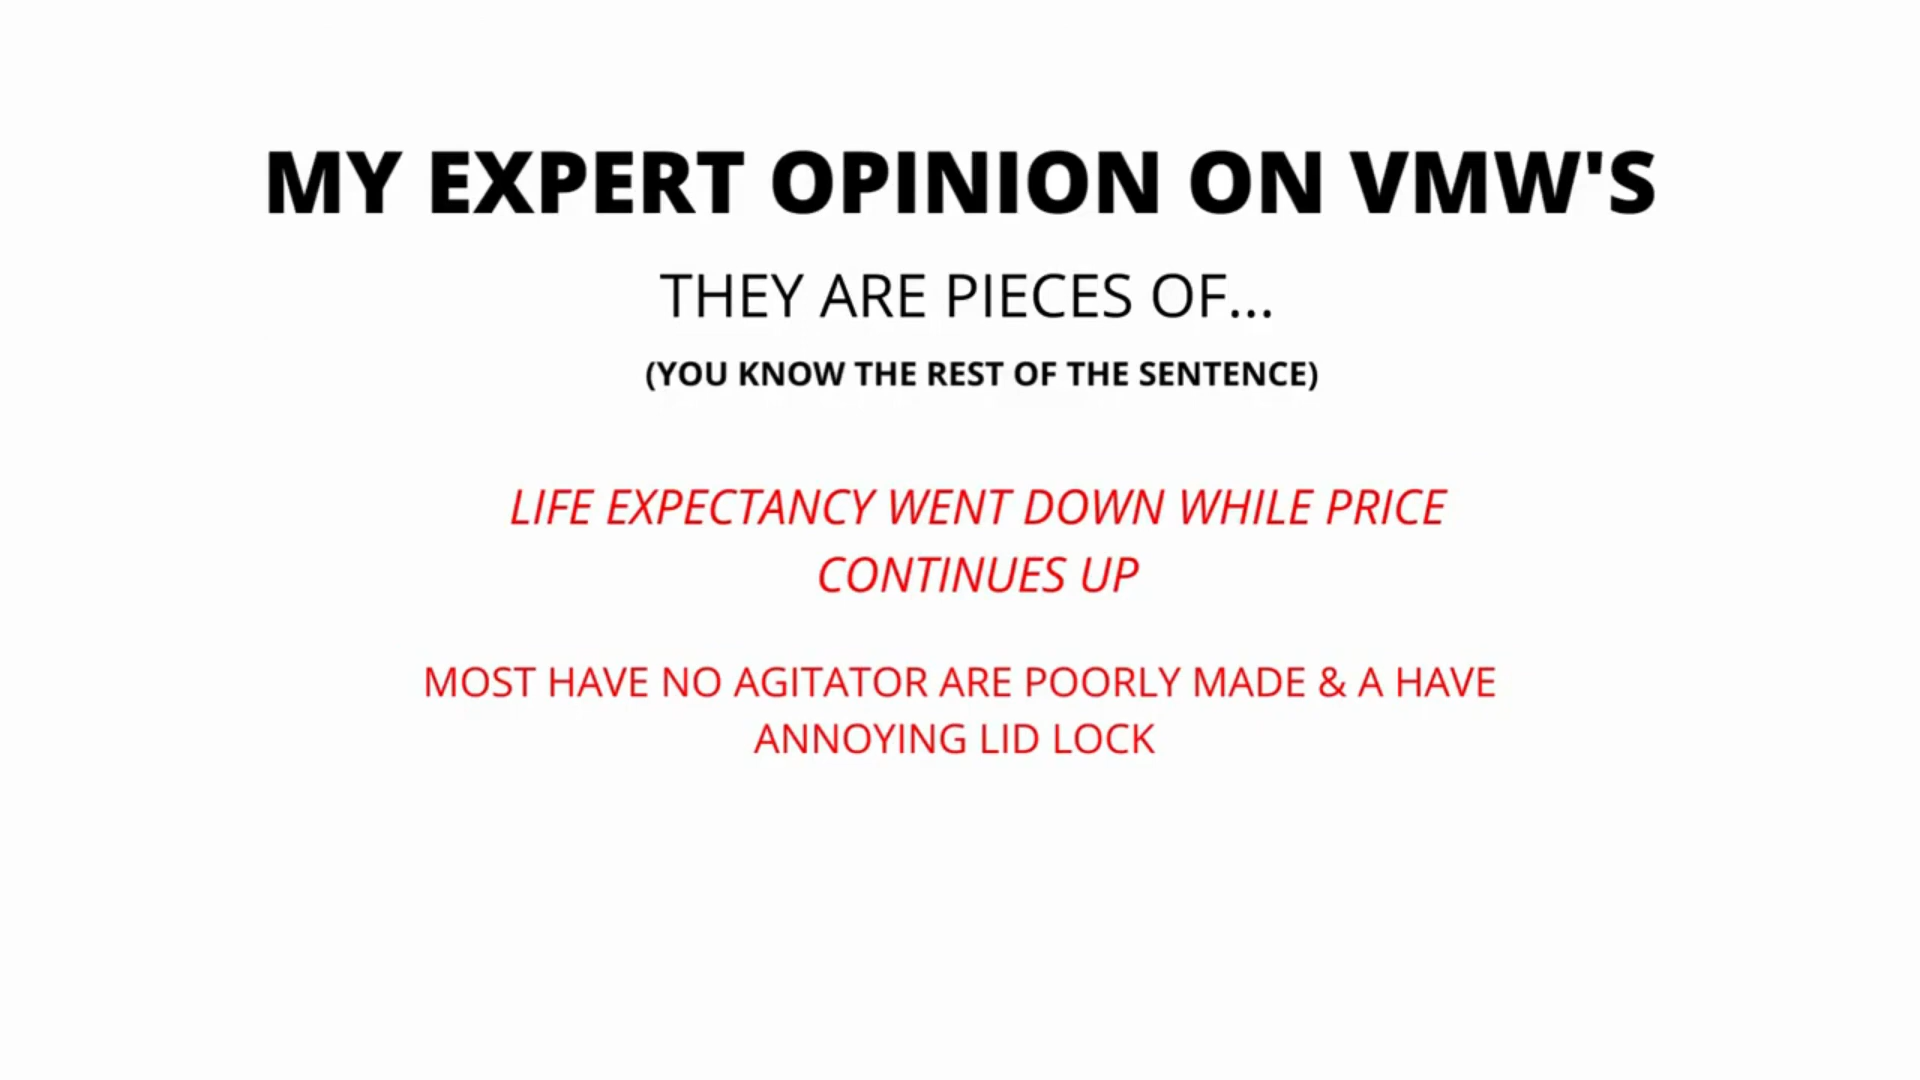 MY EXPERT OPINION ON VMW'S
THEY ARE PIECES OF...
(YOU KNOW THE REST OF THE SENTENCE)
LIFE EXPECTANCY WENT DOWN WHILE PRICE
CONTINUES UP
MOST HAVE NO AGITATOR ARE POORLY MADE & A HAVE
ANNOYING LID LOCK